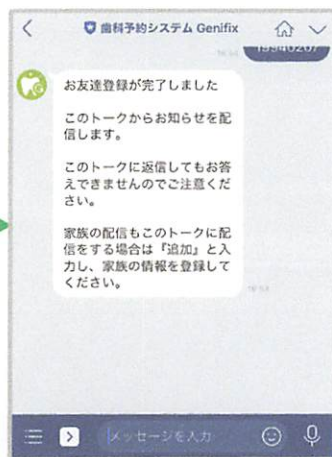 歯科予約システム Genifix
19940207
お友達登録が完了しました
このトークからお知らせを配
信します。
このトークに返信してもお答
えできませんのでご注意くだ
さい。
家族の配信もこのトークに配
信をする場合は『追加』と入
力し、家族の情報を登録して
ください。
メッセージを入力